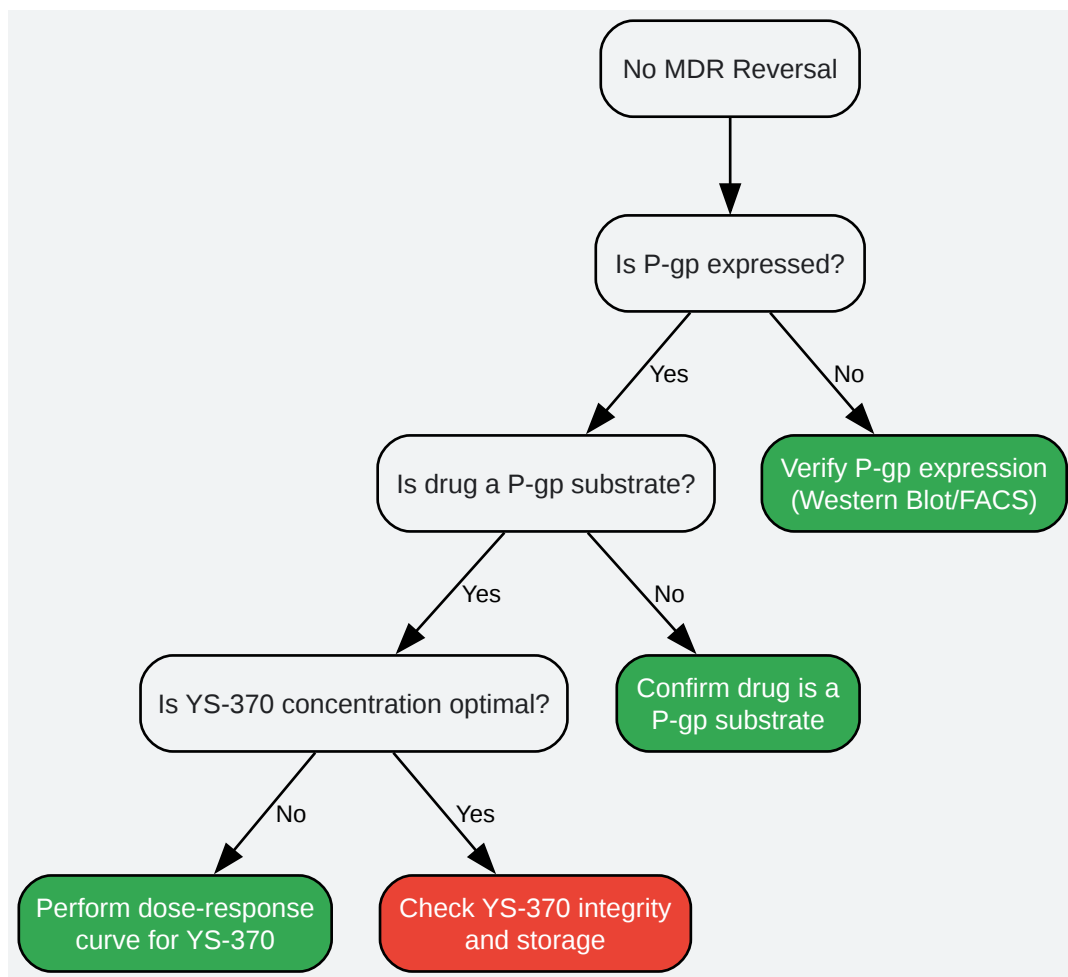 No MDR Reversal
Is P-gp expressed?
Yes
No
Is drug a P-gp substrate?
Verify P-gp expression
(Western Blot/FACS)
Yes
No
Is YS-370 concentration optimal?
Confirm drug is a
P-gp substrate
No
Yes
Perform dose-response
curve for YS-370
Check YS-370 integrity
and storage